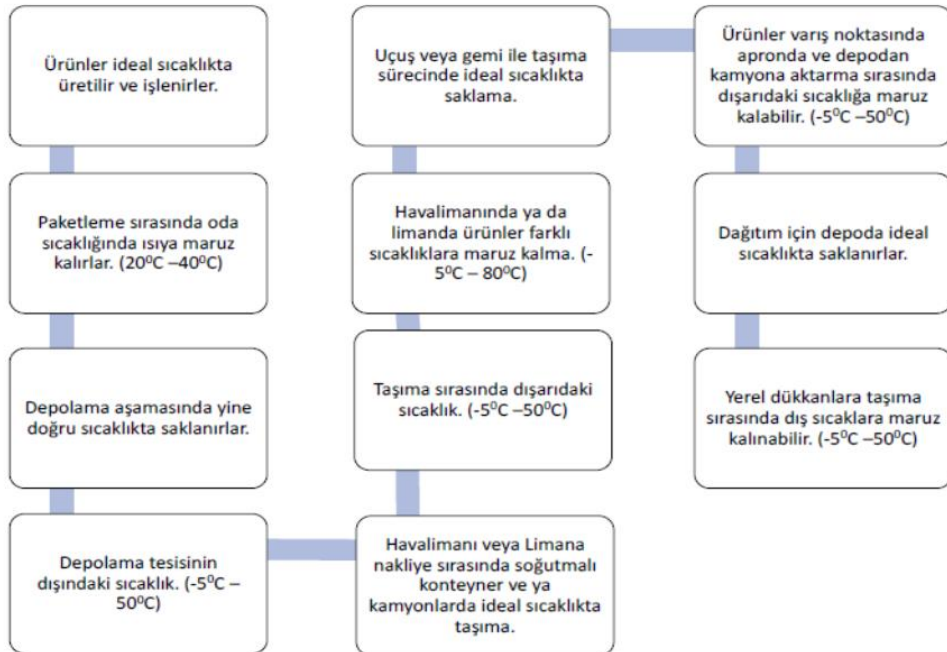 Ürünler ideal sıcaklıkta
üretilir ve işlenirler.
Paketleme sırasında oda
sıcaklığında ısıya maruz
kalırlar. (20⁰C –40⁰C)
Depolama aşamasında yine
doğru sıcaklıkta saklanırlar.
Depolama tesisinin
dışındaki sıcaklık. (-5⁰C –
50⁰C)
Havalimanı veya Limana
nakliye sırasında soğutmalı
konteyner ve ya
kamyonlarda ideal sıcaklıkta
taşıma.
Taşıma sırasında dışarıdaki
sıcaklık. (-5⁰C –50⁰C)
Havalimanında ya da
limanda ürünler farklı
sıcaklıklara maruz kalma. (-
5⁰C – 80⁰C)
Uçuş veya gemi ile taşıma
sürecinde ideal sıcaklıkta
saklama.
Ürünler varış noktasında
apronda ve depodan
kamyona aktarma sırasında
dışarıdaki sıcaklığa maruz
kalabilir. (-5⁰C –50⁰C)
Dağıtım için depoda ideal
sıcaklıkta saklanırlar.
Yerel dükkanlara taşıma
sırasında dış sıcaklara maruz
kalınabilir. (-5⁰C –50⁰C)